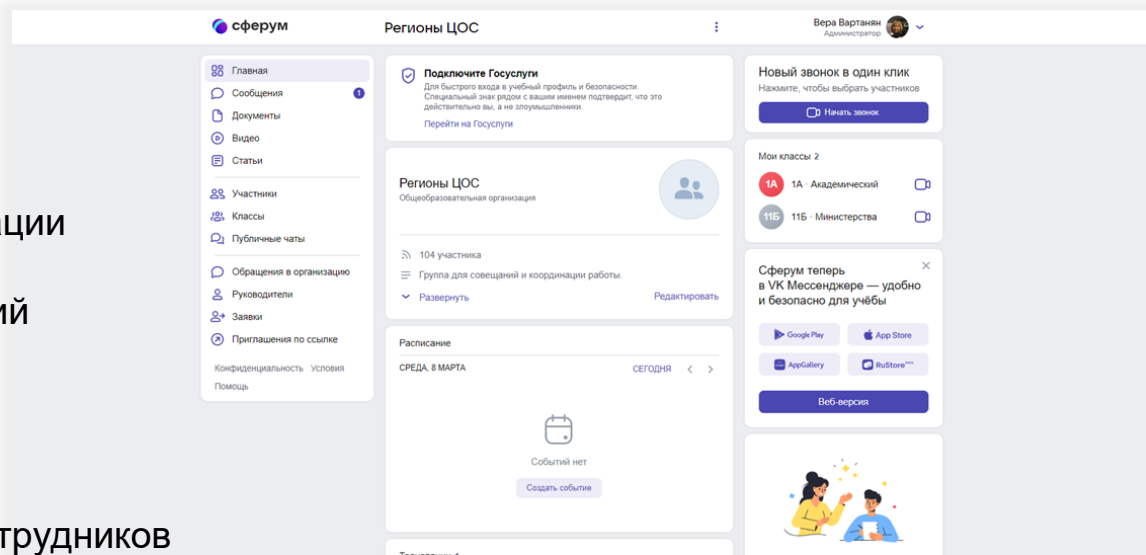 сферум
Регионы ЦОС
Вера Вартанян
Администратор
Главная
Сообщения 1
Документы
Видео
Статьи
Участники
Классы
Публичные чаты
Обращения в организацию
Руководители
Заявки
Приглашения по ссылке
Конфиденциальность Условия
Помощь
Подключите Госуслуги
Для быстрого входа в учебный профиль и безопасности.
Специальный знак рядом с вашим именем подтвердит, что это
действительно вы, а не злоумышленники.
Перейти на Госуслуги
Регионы ЦОС
Общеобразовательная организация
104 участника
Группа для совещаний и координации работы.
Развернуть Редактировать
Расписание
СРЕДА, 8 МАРТА СЕГОДНЯ
Событий нет
Создать событие
Новый звонок в один клик
Нажмите, чтобы выбрать участников
Начать звонок
Мои классы 2
1А 1А · Академический
11Б 11Б · Министерства
Сферум теперь
в VK Мессенджере — удобно
и безопасно для учёбы
Google Play App Store
AppGallery RuStore
Веб-версия
ции
ий
трудников